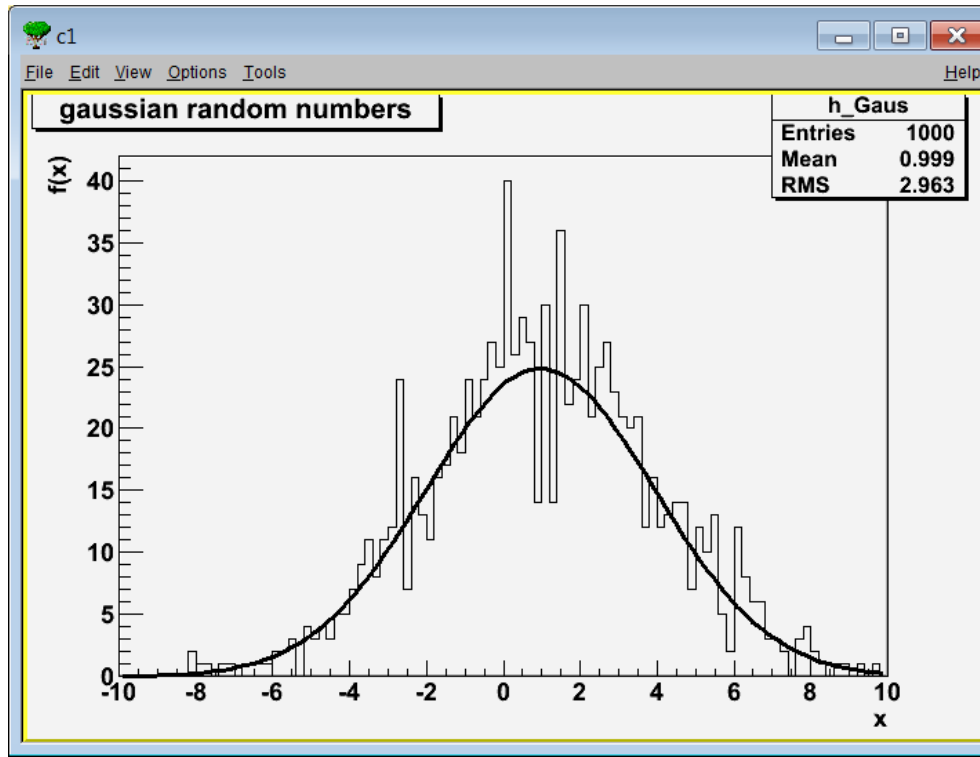 c1
File Edit View Options Tools Help
gaussian random numbers
h_Gaus
Entries 1000
Mean 0.999
RMS 2.963
f(x)
40
35
30
25
20
15
10
5
0
-10 -8 -6 -4 -2 0 2 4 6 8 10
x